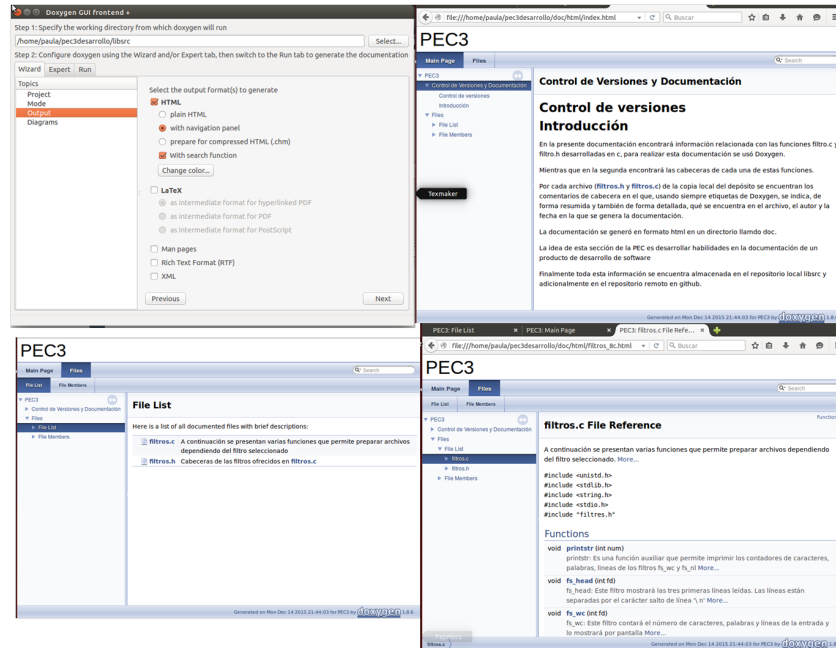 Doxygen GUI frontend +
Step 1: Specify the working directory from which doxygen will run
/home/paula/pec3desarrollo/libsrc
Select...
Step 2: Configure doxygen using the Wizard and/or Expert tab, then switch to the Run tab to generate the documentation
Wizard Expert Run
Topics
Project
Mode
Output
Diagrams
Select the output format(s) to generate
HTML
plain HTML
with navigation panel
prepare for compressed HTML (.chm)
With search function
Change color...
LaTeX
as intermediate format for hyperlinked PDF
as intermediate format for PDF
as intermediate format for PostScript
Man pages
Rich Text Format (RTF)
XML
Previous
Next
file:///home/paula/pec3desarrollo/doc/html/index.html
Buscar
PEC3
Main Page Files
Search
PEC3
Control de Versiones y Documentación
Control de versiones
Introducción
Files
File List
File Members
Texmaker
Control de Versiones y Documentación
Control de versiones
Introducción
En la presente documentación encontrará información relacionada con las funciones filtro.c y
filtro.h desarrolladas en c, para realizar esta documentación se usó Doxygen.
Mientras que en la segunda encontrará las cabeceras de cada una de estas funciones.
Por cada archivo (filtros.h y filtros.c) de la copia local del depósito se encuentran los
comentarios de cabecera en el que, usando siempre etiquetas de Doxygen, se indica, de
forma resumida y también de forma detallada, qué se encuentra en el archivo, el autor y la
fecha en la que se genera la documentación.
La documentación se generó en formato html en un directorio llamdo doc.
La idea de esta sección de la PEC es desarrollar habilidades en la documentación de un
producto de desarrollo de software
Finalmente toda esta información se encuentra almacenada en el repositorio local libsrc y
adicionalmente en el repositorio remoto en github.
Generated on Mon Dec 14 2015 21:44:03 for PEC3 by doxygen 1.8.6
PEC3
Main Page Files
Search
File List File Members
PEC3
Control de Versiones y Documentación
Files
File List
File Members
File List
Here is a list of all documented files with brief descriptions:
filtros.c A continuación se presentan varias funciones que permite preparar archivos
dependiendo del filtro seleccionado
filtros.h Cabeceras de las filtros ofrecidos en filtros.c
Generated on Mon Dec 14 2015 21:44:03 for PEC3 by doxygen 1.8.6
PEC3: File List
PEC3: Main Page
PEC3: filtros.c File Refe...
file:///home/paula/pec3desarrollo/doc/html/filtros_8c.html
Buscar
PEC3
Main Page Files
Search
File List File Members
PEC3
Control de Versiones y Documentación
Files
File List
filtros.c
filtros.h
File Members
filtros.c File Reference
A continuación se presentan varias funciones que permite preparar archivos dependiendo
del filtro seleccionado. More...
#include <unistd.h>
#include <stdlib.h>
#include <string.h>
#include <stdio.h>
#include "filtres.h"
Functions
void printstr (int num)
printstr: Es una función auxiliar que permite imprimir los contadores de caracteres,
palabras, lineas de los filtros fs_wc y fs_nl More...
void fs_head (int fd)
fs_head: Este filtro mostrará las tres primeras líneas leídas. Las líneas están
separadas por el carácter salto de línea '\ n' More...
void fs_wc (int fd)
fs_wc: Este filtro contará el número de caracteres, palabras y líneas de la entrada y
lo mostrará por pantalla More...
filtros.c
Generated on Mon Dec 14 2015 21:44:03 for PEC3 by doxygen